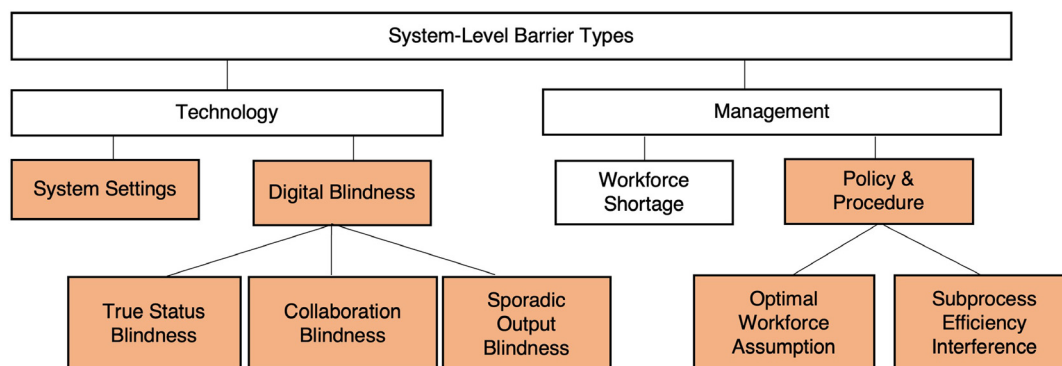 System-Level Barrier Types
Technology
Management
System Settings
Digital Blindness
Workforce
Shortage
Policy &
Procedure
True Status
Blindness
Collaboration
Blindness
Sporadic
Output
Blindness
Optimal
Workforce
Assumption
Subprocess
Efficiency
Interference